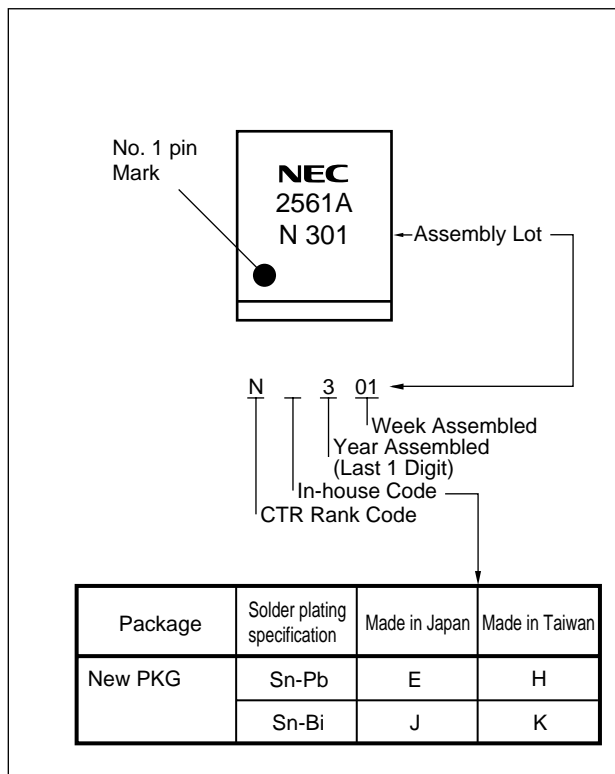 No. 1 pin
Mark
NEC
2561A
N 301
Assembly Lot
N 3 01
Week Assembled
Year Assembled
(Last 1 Digit)
In-house Code
CTR Rank Code
Package Solder plating specification Made in Japan Made in Taiwan
New PKG Sn-Pb E H
Sn-Bi J K